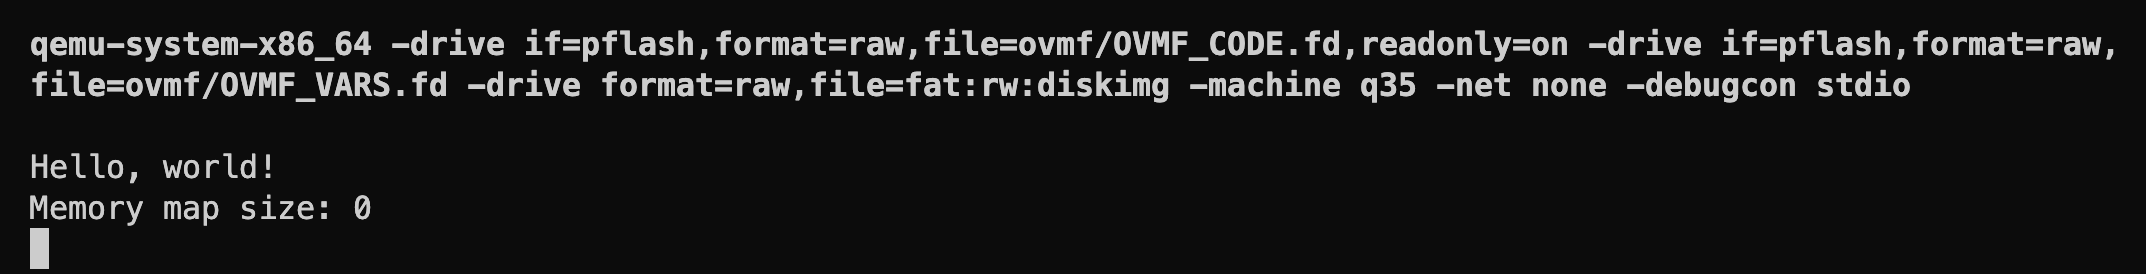 qemu-system-x86_64 -drive if=pflash,format=raw,file=ovmf/OVMF_CODE.fd,readonly=on -drive if=pflash,format=raw,
file=ovmf/OVMF_VARS.fd -drive format=raw,file=fat:rw:diskimg -machine q35 -net none -debugcon stdio
Hello, world!
Memory map size: 0